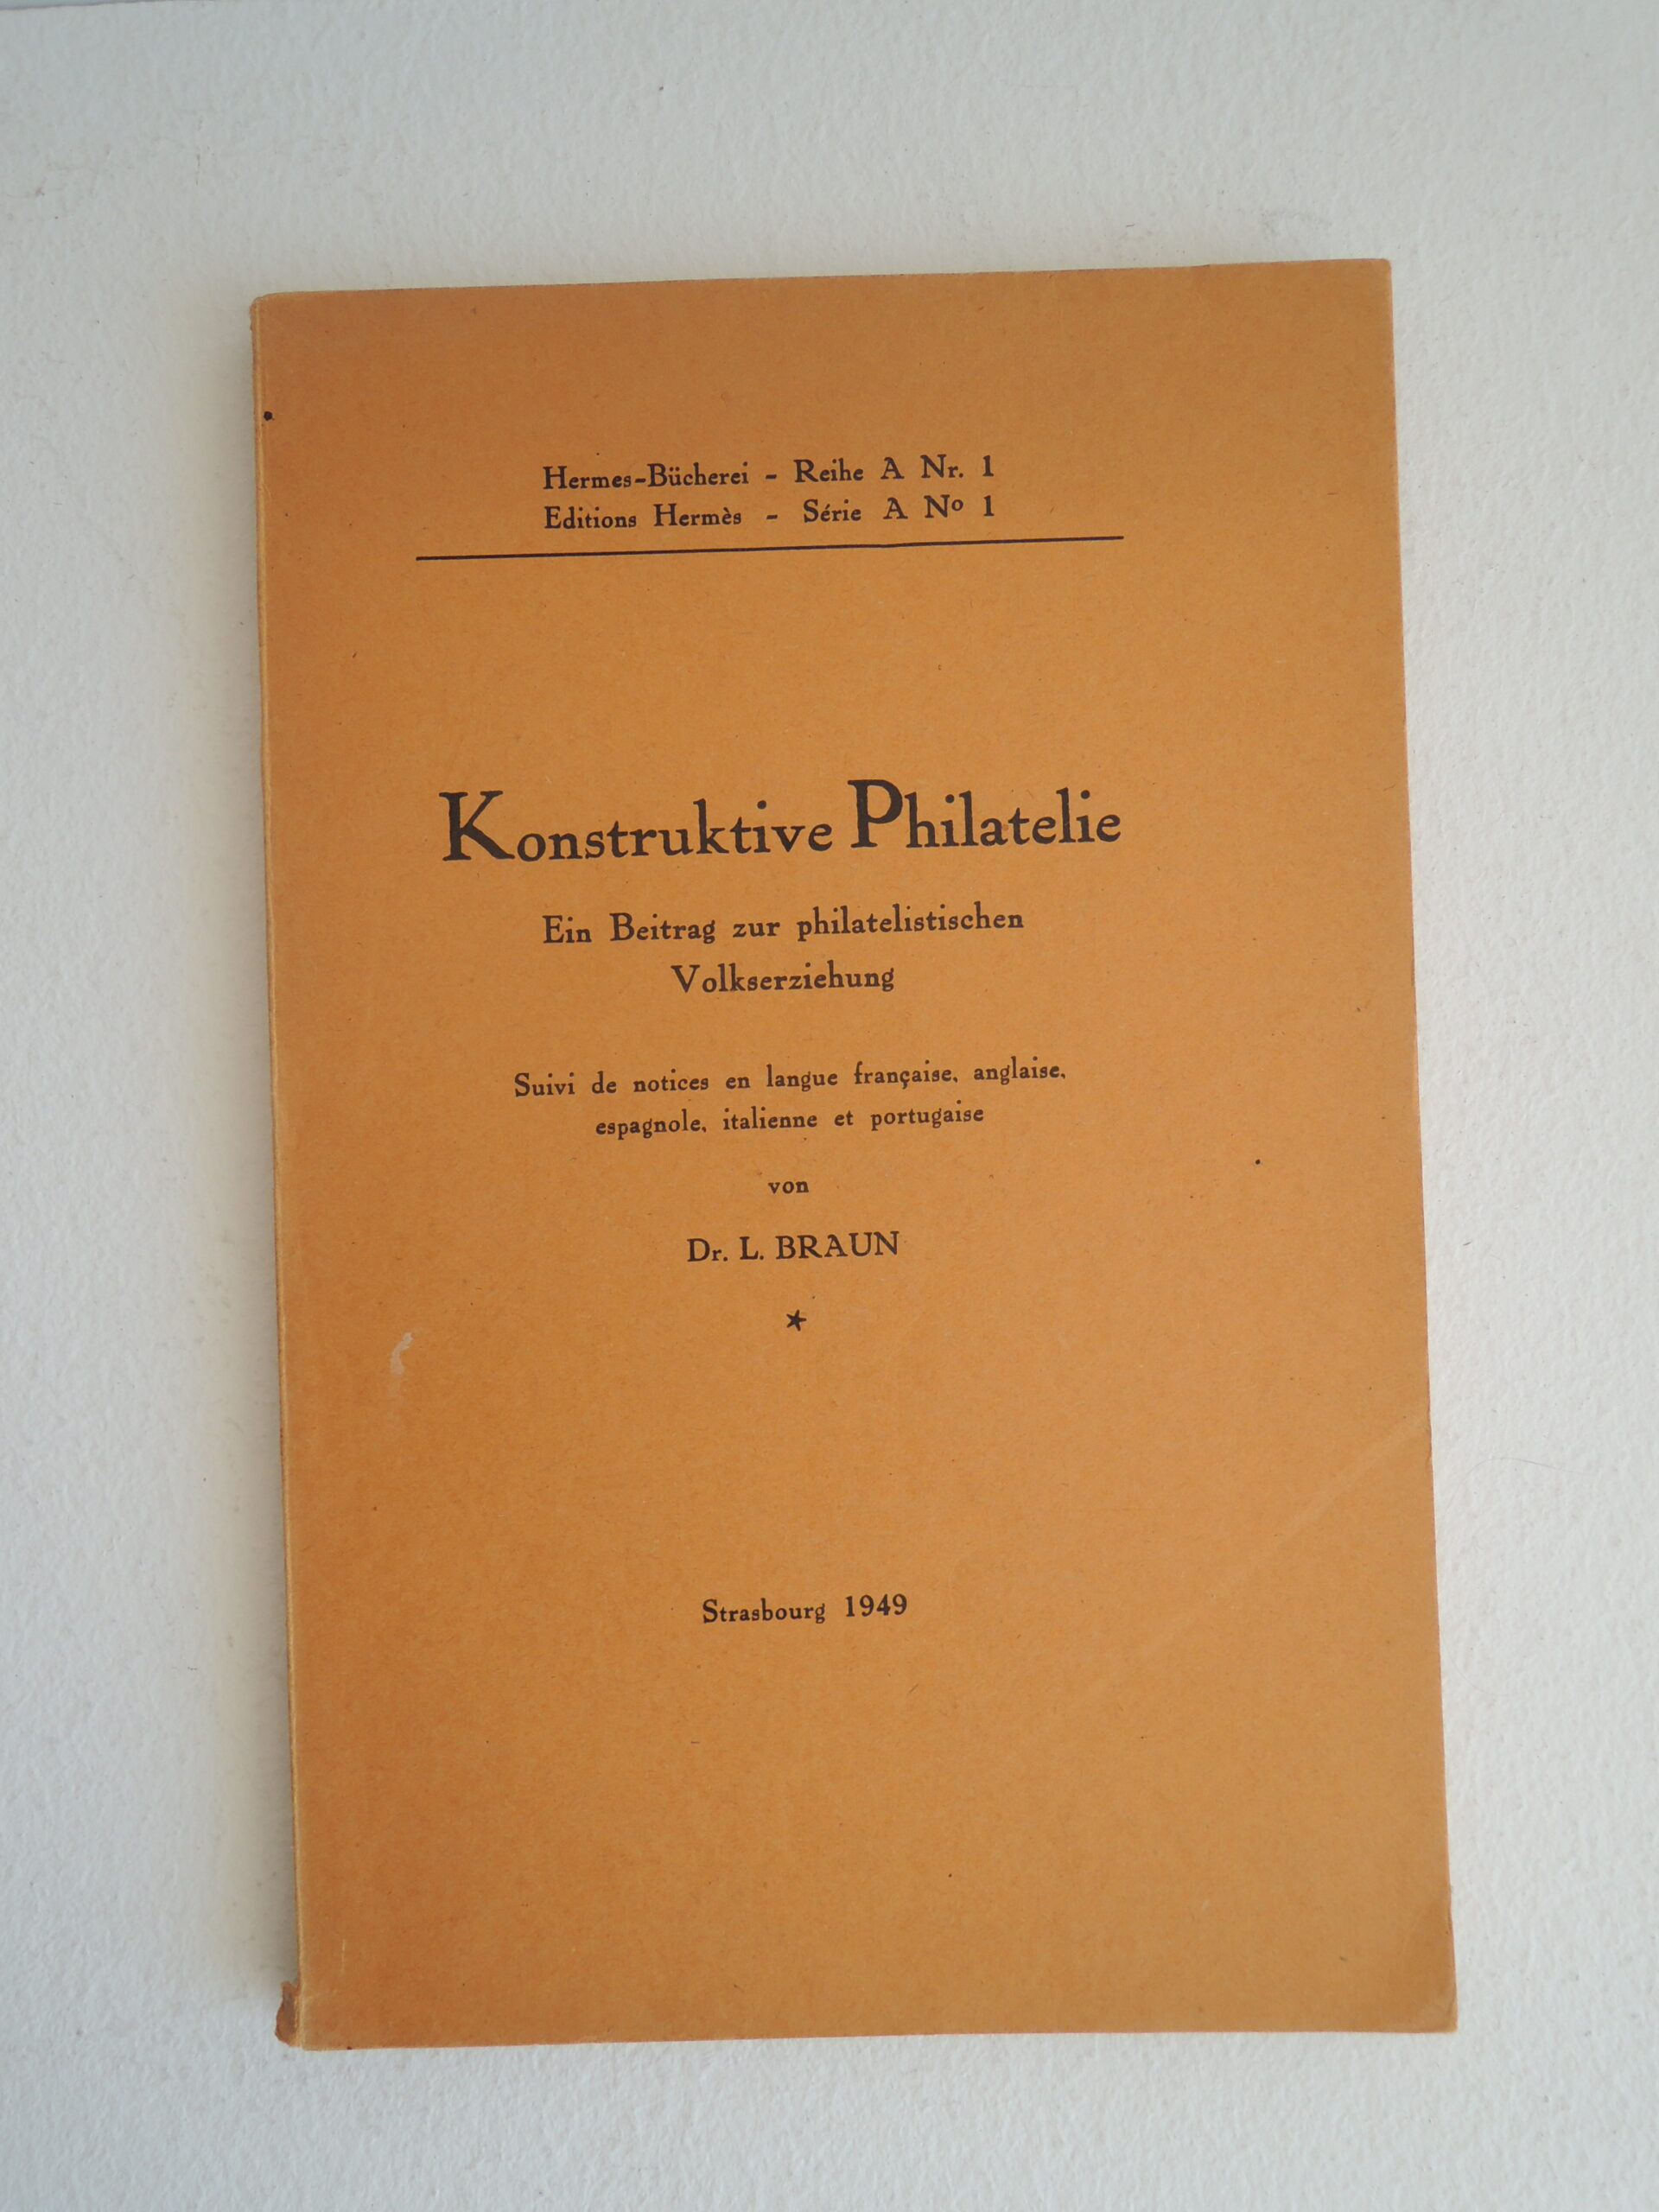 Hermes-Bücherei - Reihe A Nr. 1
Editions Hermès - Série A Nº 1
Konstruktive Philatelie
Ein Beitrag zur philatelistischen
Volkserziehung
Suivi de notices en langue française, anglaise,
espagnole, italienne et portugaise
von
Dr. L. BRAUN
*
Strasbourg 1949